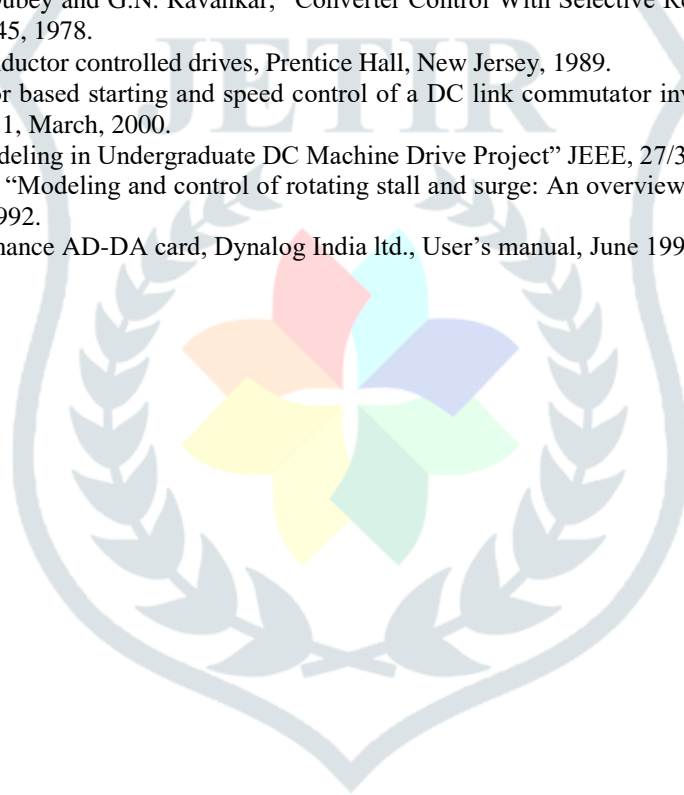 JETIR
ubey and G.N. Ravankar, "Converter Control With Selective R
45, 1978.
ductor controlled drives, Prentice Hall, New Jersey, 1989.
or based starting and speed control of a DC link commutator inv
1, March, 2000.
deling in Undergraduate DC Machine Drive Project” JEEE, 27/3
“Modeling and control of rotating stall and surge: An overview
992.
nance AD-DA card, Dynalog India ltd., User’s manual, June 199